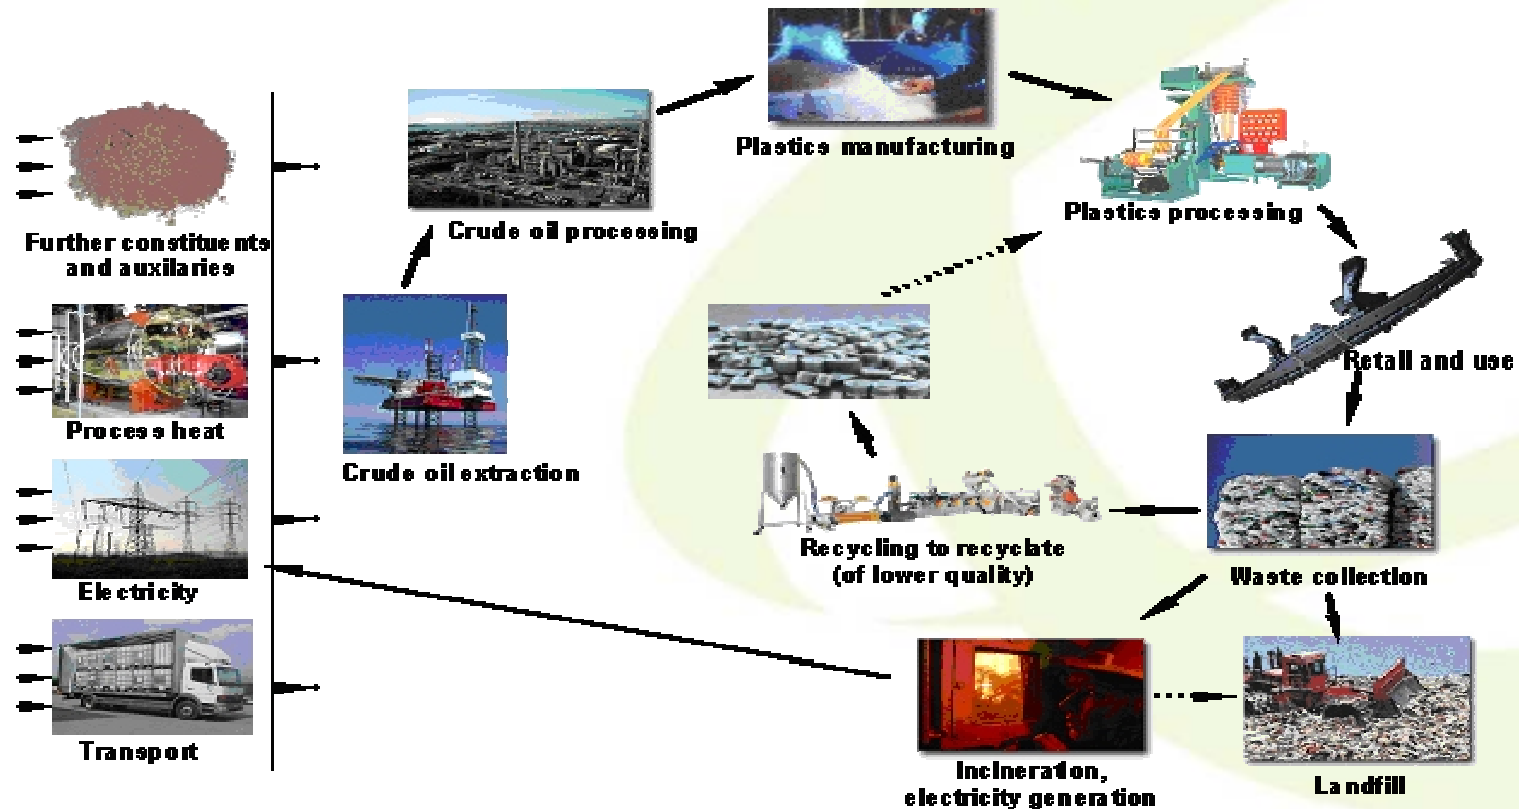 Further constituents
and auxilaries
Process heat
Electricity
Transport
Crude oil extraction
Crude oil processing
Plastics manufacturing
Plastics processing
Retail and use
Waste collection
Recycling to recyclate
(of lower quality)
Incineration,
electricity generation
Landfill